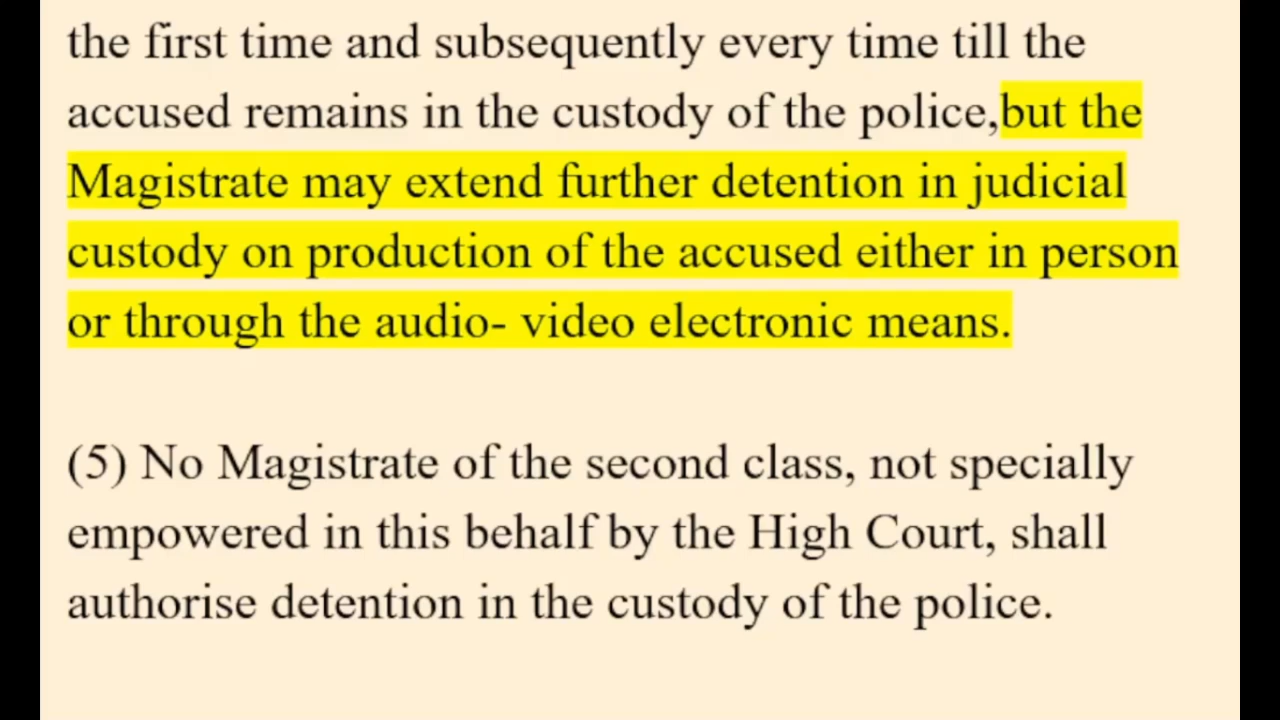 the first time and subsequently every time till the
accused remains in the custody of the police,but the
Magistrate may extend further detention in judicial
custody on production of the accused either in person
or through the audio- video electronic means.
(5) No Magistrate of the second class, not specially
empowered in this behalf by the High Court, shall
authorise detention in the custody of the police.